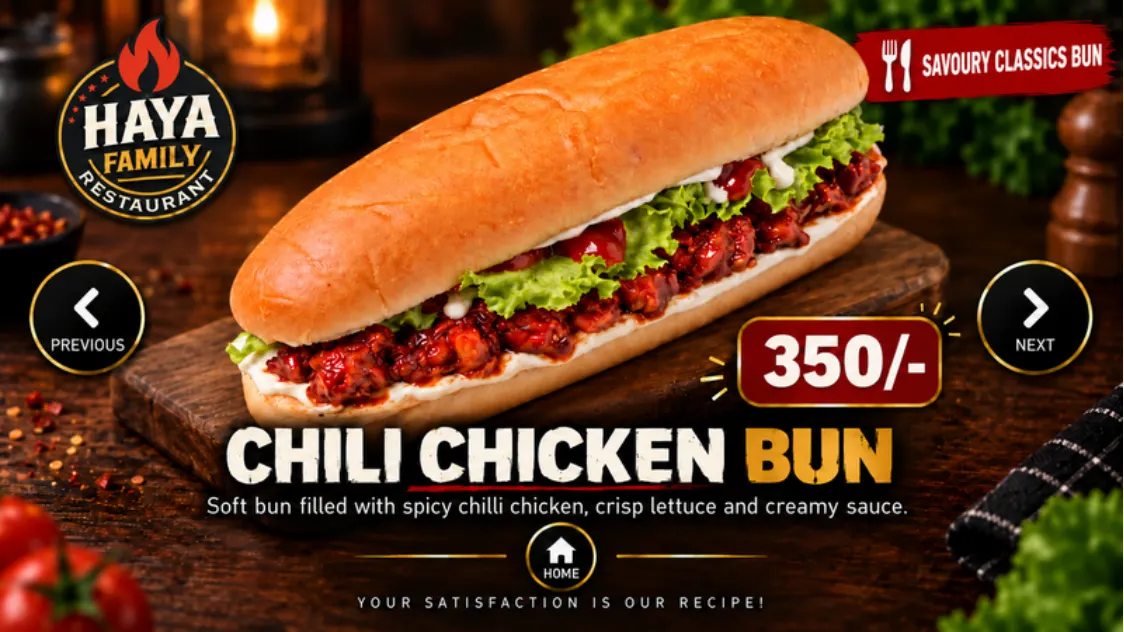 HAYA
FAMILY
RESTAURANT
SAVOURY CLASSICS BUN
PREVIOUS
NEXT
350/-
CHILI CHICKEN BUN
Soft bun filled with spicy chilli chicken, crisp lettuce and creamy sauce.
HOME
YOUR SATISFACTION IS OUR RECIPE!